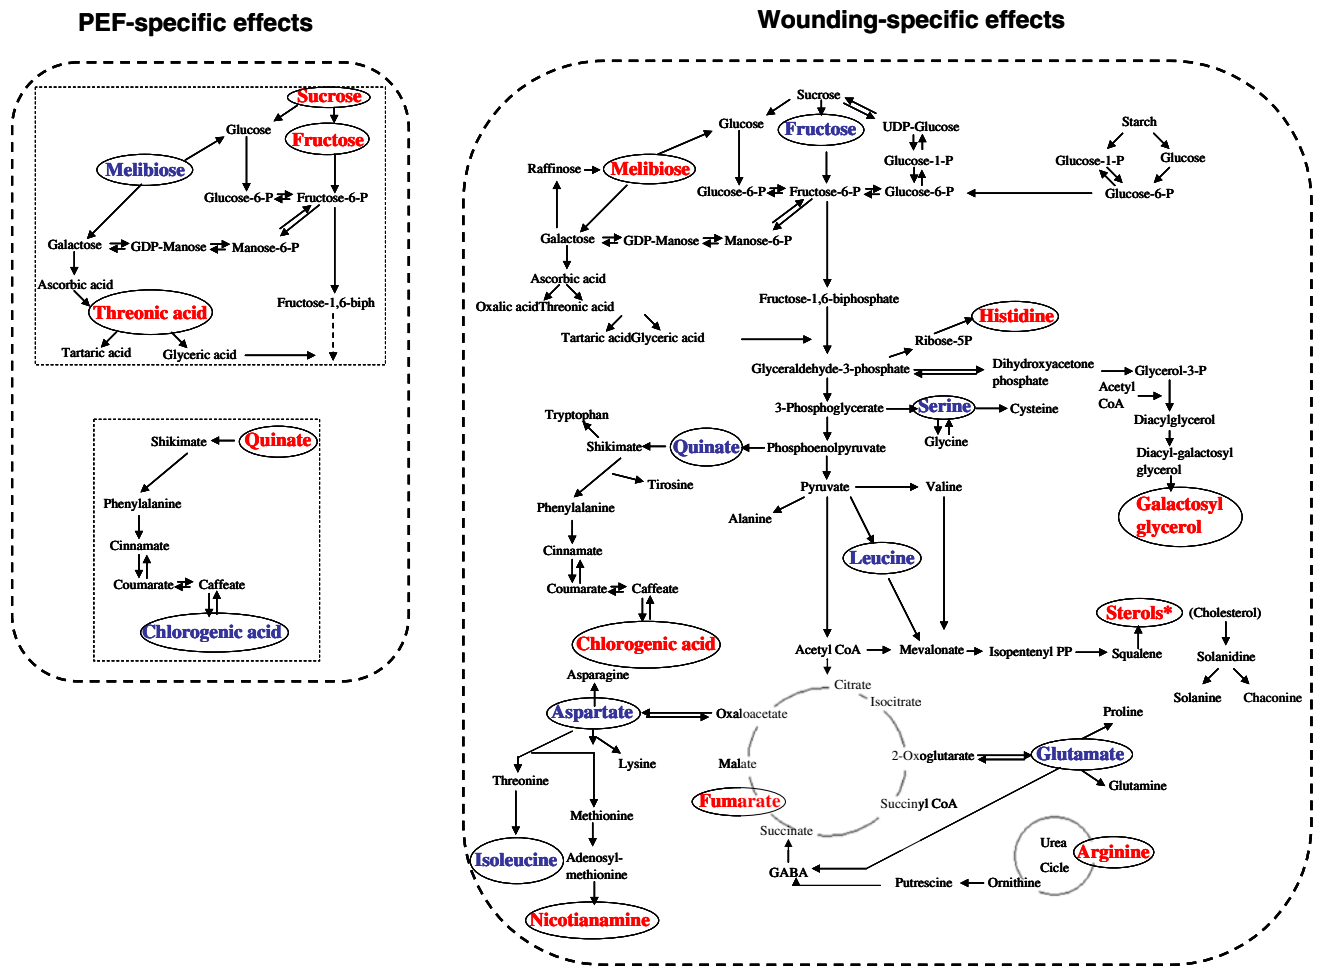 PEF-specific effects
Sucrose
Glucose
Fructose
Melibiose
Glucose-6-P
Fructose-6-P
Galactose
GDP-Manose
Manose-6-P
Ascorbic acid
Threonic acid
Fructose-1,6-biph
Tartaric acid
Glyceric acid
Shikimate
Quinate
Phenylalanine
Cinnamate
Coumarate
Caffeate
Chlorogenic acid
Wounding-specific effects
Sucrose
Glucose
Fructose
UDP-Glucose
Starch
Raffinose
Melibiose
Glucose-1-P
Glucose-1-P
Glucose
Glucose-6-P
Fructose-6-P
Glucose-6-P
Glucose-6-P
Galactose
GDP-Manose
Manose-6-P
Ascorbic acid
Oxalic acid
Threonic acid
Fructose-1,6-biphosphate
Tartaric acid
Glyceric acid
Histidine
Ribose-5P
Glyceraldehyde-3-phosphate
Dihydroxyacetone
phosphate
Glycerol-3-P
Acetyl
CoA
3-Phosphoglycerate
Serine
Cysteine
Diacylglycerol
Tryptophan
Glycine
Shikimate
Quinate
Phosphoenolpyruvate
Diacyl-galactosyl
glycerol
Tirosine
Pyruvate
Valine
Phenylalanine
Alanine
Galactosyl
glycerol
Cinnamate
Leucine
Coumarate
Caffeate
Sterols*
(Cholesterol)
Chlorogenic acid
Acetyl CoA
Mevalonate
Isopentenyl PP
Squalene
Solanidine
Asparagine
Citrate
Isocitrate
Solanine
Chaconine
Aspartate
Oxaloacetate
Proline
2-Oxoglutarate
Glutamate
Lysine
Malate
Threonine
Glutamine
Fumarate
Succinyl CoA
Methionine
Succinate
Urea
Cicle
Arginine
Isoleucine
Adenosyl-
methionine
GABA
Putrescine
Ornithine
Nicotianamine